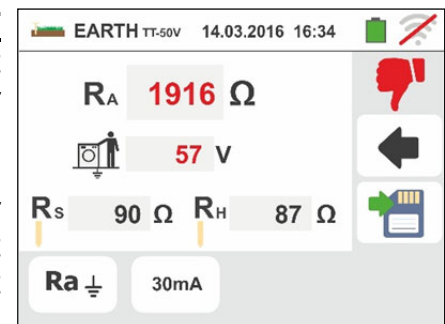 EARTH TT-50V 14.03.2016 16:34
RA 1916 Ω
57 V
RS 90 Ω RH 87 Ω
Ra 30mA